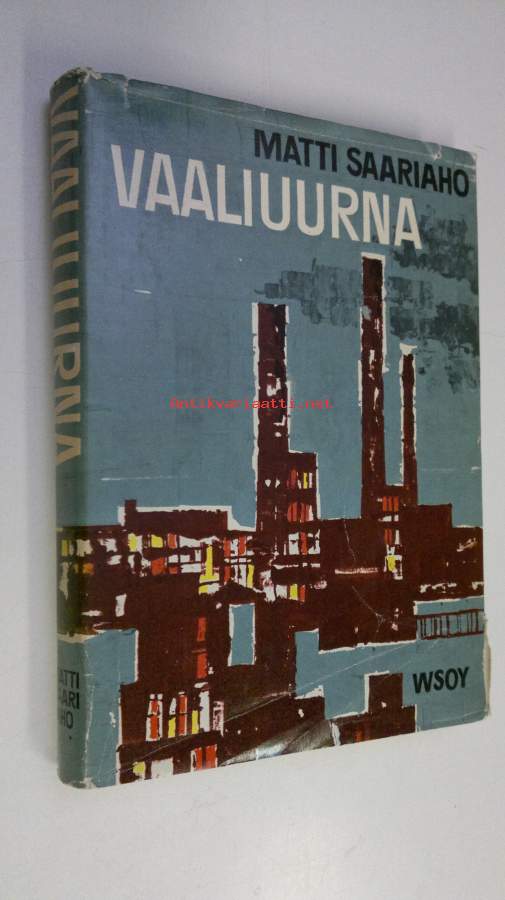 MATTI SAARIAHO
VAALIUURNA
Antikvariaatti.net
WSOY
VAALIUURNA
MATTI
SAARI
AHO